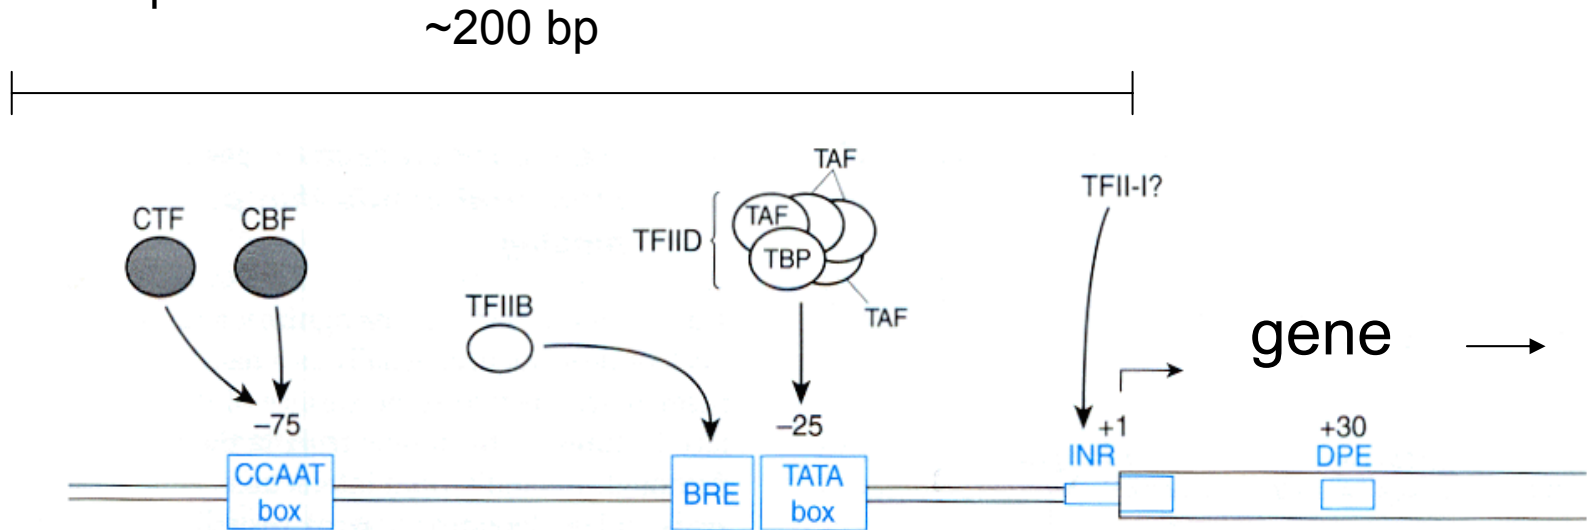 ~200 bp
TAF
TFII-I?
CTF
CBF
TAF
TFIID
TBP
TFIIB
TAF
gene
–75
–25
+1
+30
INR
DPE
CCAAT
box
BRE
TATA
box